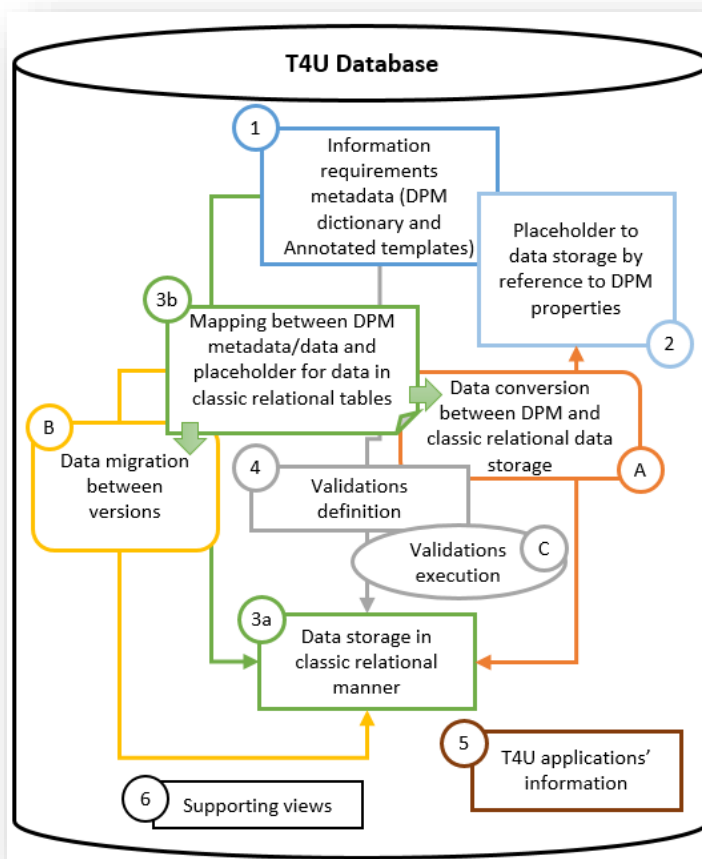 T4U Database
1
Information
requirements
metadata (DPM
dictionary and
Annotated templates)
Placeholder to
data storage by
reference to DPM
properties
2
3b
Mapping between DPM
metadata/data and
placeholder for data in
classic relational tables
Data conversion
between DPM and
classic relational data
storage
A
B
Data migration
between
versions
4
Validations
definition
C
Validations
execution
3a
Data storage in
classic relational
manner
5
T4U applications’
information
6
Supporting views